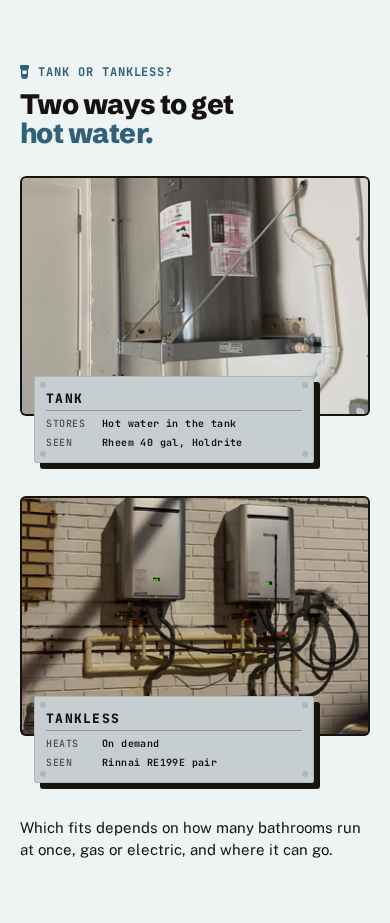 TANK OR TANKLESS?
Two ways to get
hot water.
TANK
STORES Hot water in the tank
SEEN Rheem 40 gal, Holdrite
TANKLESS
HEATS On demand
SEEN Rinnai RE199E pair
Which fits depends on how many bathrooms run
at once, gas or electric, and where it can go.